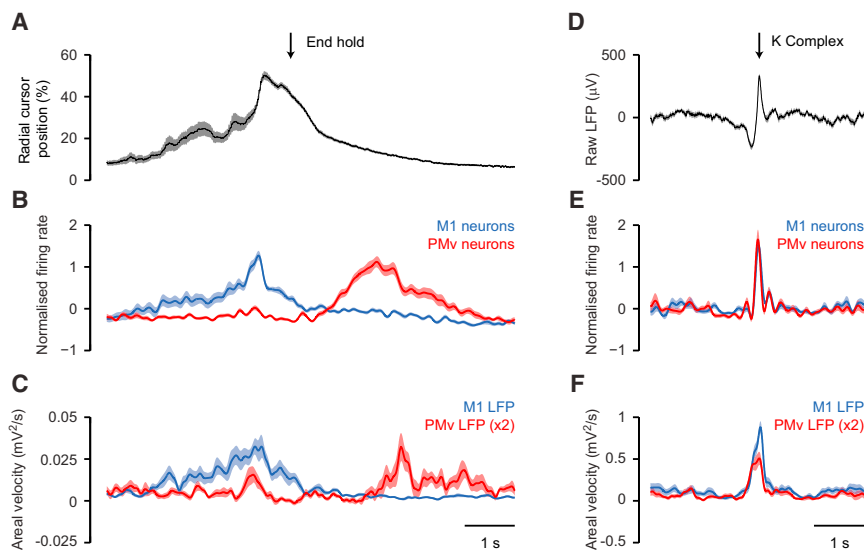 A
End hold
Radial cursor
position (%)
60
40
20
0
B
M1 neurons
PMv neurons
Normalised firing rate
2
1
0
−1
C
M1 LFP
PMv LFP (x2)
Areal velocity (mV²/s)
0.05
0.025
0
-0.025
1 s
D
K Complex
Raw LFP (μV)
500
0
-500
E
M1 neurons
PMv neurons
Normalised firing rate
2
1
0
−1
F
M1 LFP
PMv LFP (x2)
Areal velocity (mV²/s)
1
0.5
0
-0.5
1 s